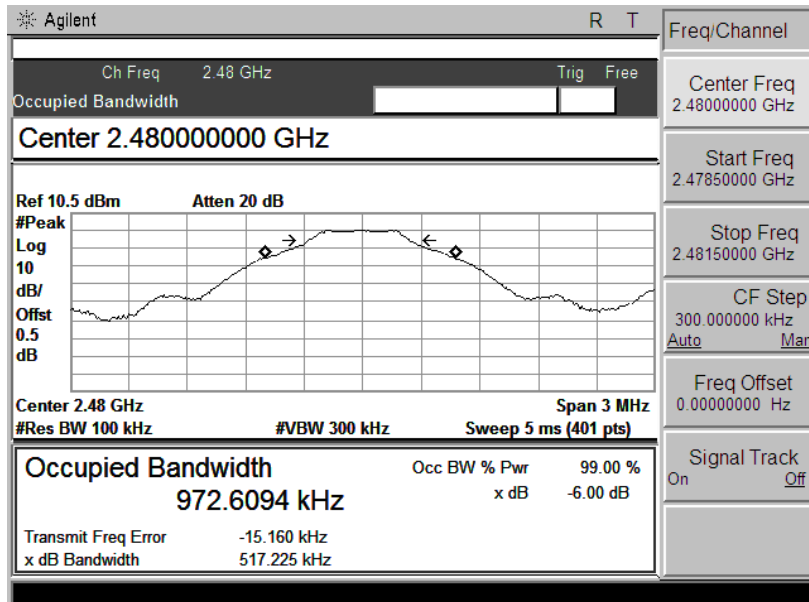 Agilent R T
Ch Freq 2.48 GHz Trig Free
Occupied Bandwidth
Center 2.480000000 GHz
Ref 10.5 dBm Atten 20 dB
#Peak
Log
10
dB/
Offst
0.5
dB
Center 2.48 GHz Span 3 MHz
#Res BW 100 kHz #VBW 300 kHz Sweep 5 ms (401 pts)
Occupied Bandwidth
972.6094 kHz
Occ BW % Pwr 99.00 %
x dB -6.00 dB
Transmit Freq Error -15.160 kHz
x dB Bandwidth 517.225 kHz
Freq/Channel
Center Freq
2.48000000 GHz
Start Freq
2.47850000 GHz
Stop Freq
2.48150000 GHz
CF Step
300.000000 kHz
Auto Mar
Freq Offset
0.00000000 Hz
Signal Track
On Off